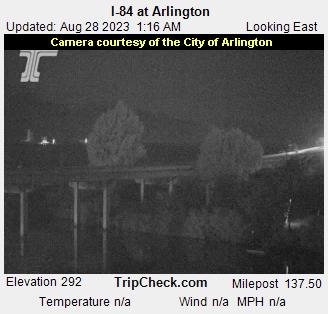 I-84 at Arlington
Updated: Aug 28 2023 1:16 AM Looking East
Camera courtesy of the City of Arlington
Elevation 292 TripCheck.com Milepost 137.50
Temperature n/a Wind n/a MPH n/a